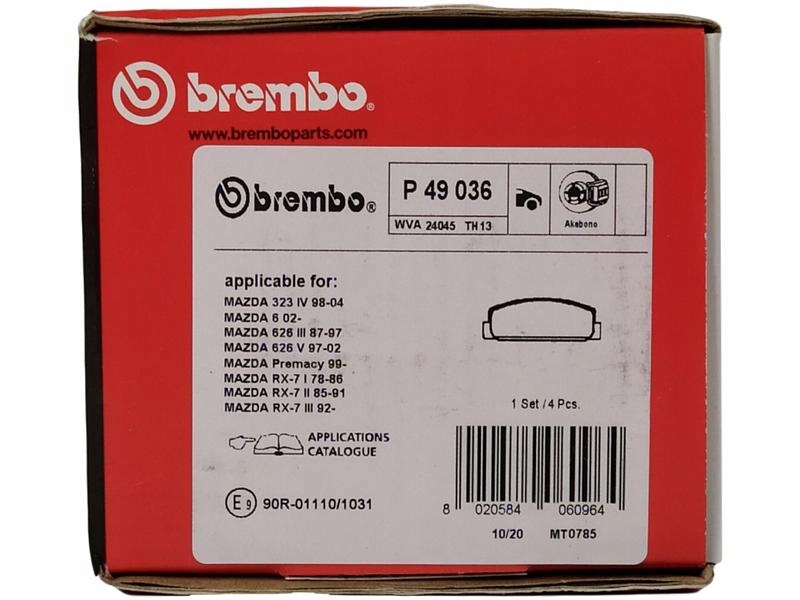 brembo®
www.bremboparts.com
brembo®
P 49 036
WVA 24045 TH13
Akebono
applicable for:
MAZDA 323 IV 98-04
MAZDA 6 02-
MAZDA 626 III 87-97
MAZDA 626 V 97-02
MAZDA Premacy 99-
MAZDA RX-7 I 78-86
MAZDA RX-7 II 85-91
MAZDA RX-7 III 92-
1 Set / 4 Pcs.
APPLICATIONS
CATALOGUE
E9 90R-01110/1031
8 020584 060964
10/20 MT0785